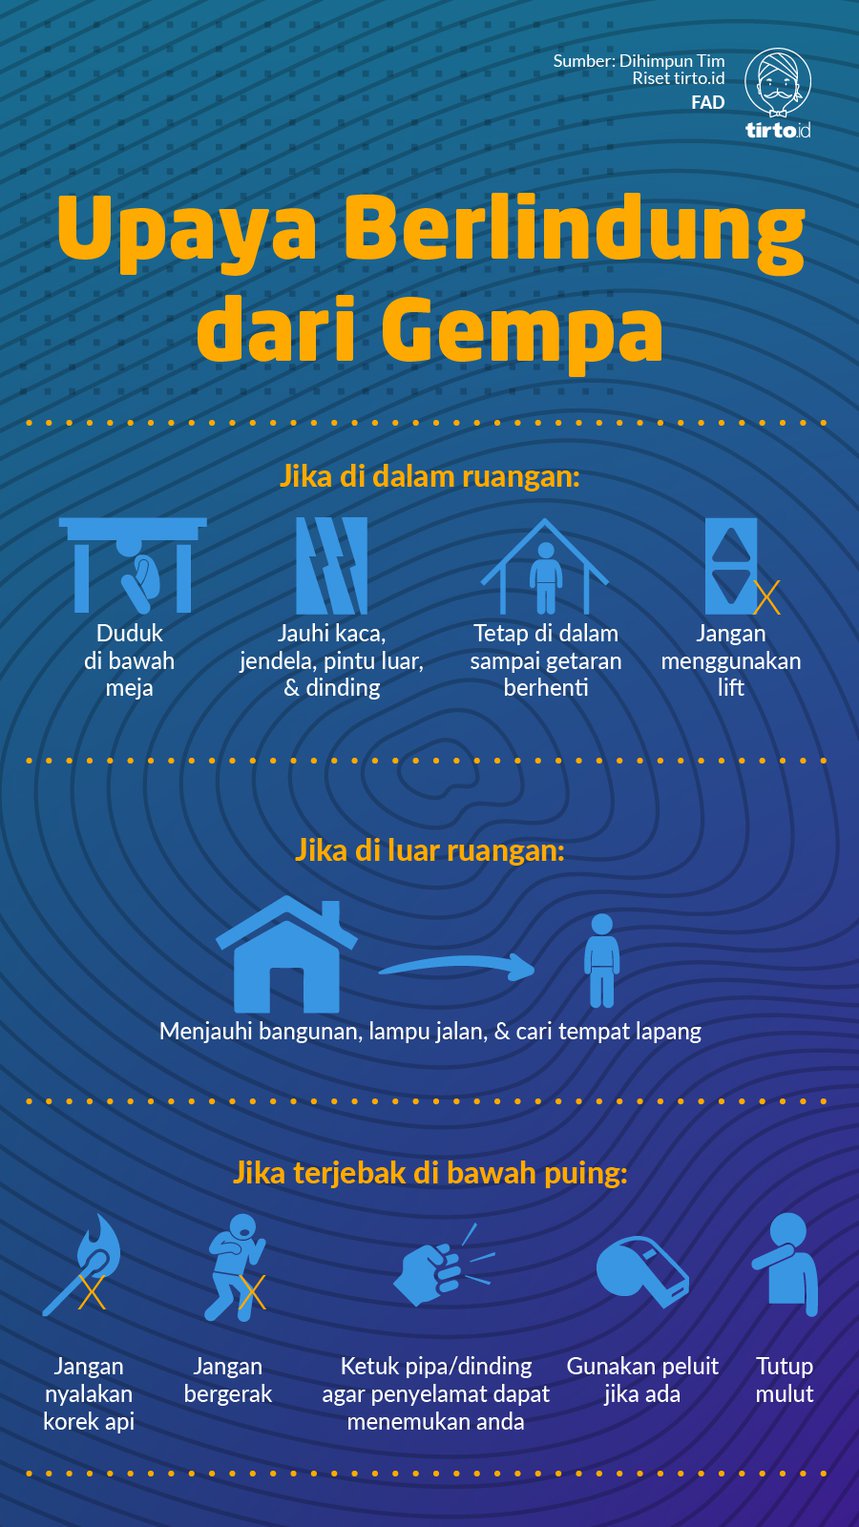 Sumber: Dihimpun Tim
Riset tirto.id
FAD
tirto.id
Upaya Berlindung
dari Gempa
Jika di dalam ruangan:
Duduk
di bawah
meja
Jauhi kaca,
jendela, pintu luar,
& dinding
Tetap di dalam
sampai getaran
berhenti
Jangan
menggunakan
lift
Jika di luar ruangan:
Menjauhi bangunan, lampu jalan, & cari tempat lapang
Jika terjebak di bawah puing:
Jangan
nyalakan
korek api
Jangan
bergerak
Ketuk pipa/dinding
agar penyelamat dapat
menemukan anda
Gunakan peluit
jika ada
Tutup
mulut